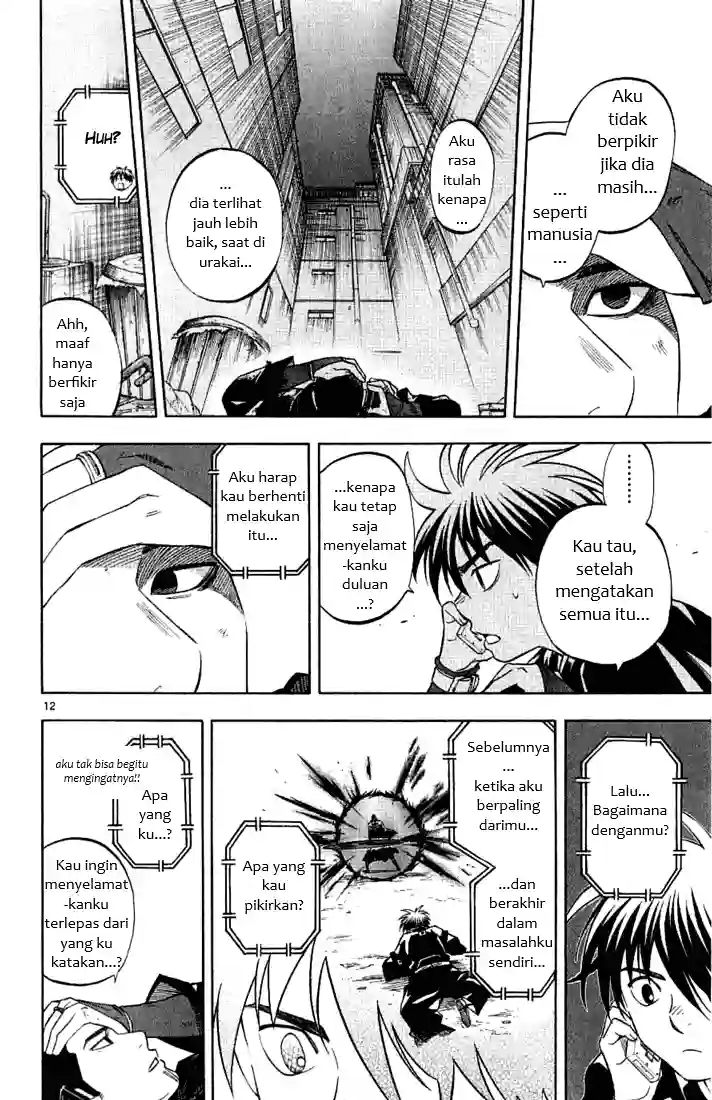 Aku
tidak
berpikir
jika dia
masih...
...
seperti
manusia
...
Aku
rasa
itulah
kenapa
...
...
dia terlihat
jauh lebih
baik, saat di
urakai...
Huh?
Ahh,
maaf
hanya
berfikir
saja
........
Kau tau,
setelah
mengatakan
semua itu...
...kenapa
kau tetap
saja
menyelamat
-kanku
duluan
...?
Aku harap
kau berhenti
melakukan
itu...
12
Lalu...
Bagaimana
denganmu?
Sebelumnya
...
ketika aku
berpaling
darimu...
...dan
berakhir
dalam
masalahku
sendiri...
Apa yang
kau
pikirkan?
aku tak bisa begitu
mengingatnya!!
Apa
yang
ku...?
Kau ingin
menyelamat
-kanku
terlepas dari
yang ku
katakan...?